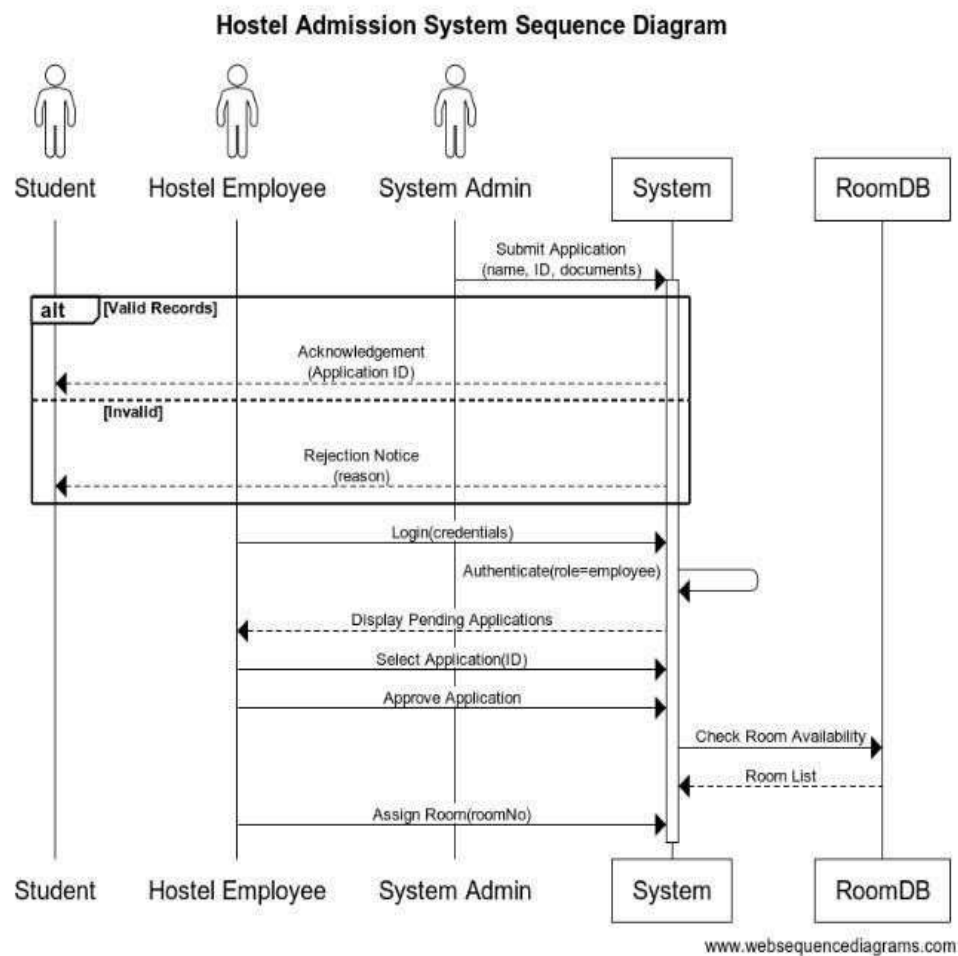 Hostel Admission System Sequence Diagram
Student
Hostel Employee
System Admin
System
RoomDB
Submit Application
(name, ID, documents)
alt
[Valid Records]
Acknowledgement
(Application ID)
[Invalid]
Rejection Notice
(reason)
Login(credentials)
Authenticate(role=employee)
Display Pending Applications
Select Application(ID)
Approve Application
Check Room Availability
Room List
Assign Room(roomNo)
Student
Hostel Employee
System Admin
System
RoomDB
www.websequencediagrams.com